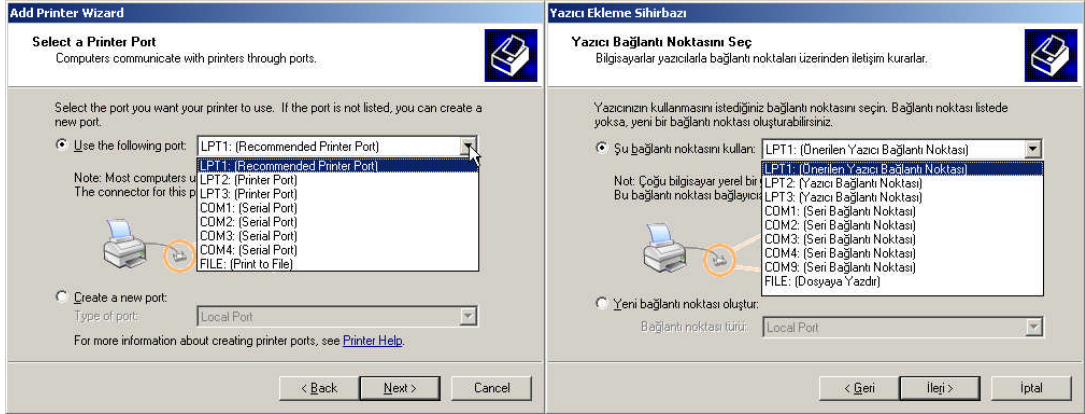 Add Printer Wizard
Select a Printer Port
Computers communicate with printers through ports.
Select the port you want your printer to use. If the port is not listed, you can create a
new port.
Use the following port:
LPT1: (Recommended Printer Port)
LPT1: (Recommended Printer Port)
LPT2: (Printer Port)
LPT3: (Printer Port)
COM1: (Serial Port)
COM2: (Serial Port)
COM3: (Serial Port)
COM4: (Serial Port)
FILE: (Print to File)
Note: Most computers u
The connector for this p
Create a new port:
Type of port:
Local Port
For more information about creating printer ports, see Printer Help.
< Back
Next >
Cancel
Yazıcı Ekleme Sihirbazı
Yazıcı Bağlantı Noktasını Seç
Bilgisayarlar yazıcılarla bağlantı noktaları üzerinden iletişim kurarlar.
Yazıcınızın kullanmasını istediğiniz bağlantı noktasını seçin. Bağlantı noktası listede
yoksa, yeni bir bağlantı noktası oluşturabilirsiniz.
Şu bağlantı noktasını kullan:
LPT1: (Önerilen Yazıcı Bağlantı Noktası)
LPT1: (Önerilen Yazıcı Bağlantı Noktası)
LPT2: (Yazıcı Bağlantı Noktası)
LPT3: (Yazıcı Bağlantı Noktası)
COM1: (Seri Bağlantı Noktası)
COM2: (Seri Bağlantı Noktası)
COM3: (Seri Bağlantı Noktası)
COM4: (Seri Bağlantı Noktası)
COM9: (Seri Bağlantı Noktası)
FILE: (Dosyaya Yazdır)
Not: Çoğu bilgisayar yerel bir
Bu bağlantı noktası bağlayıcı
Yeni bağlantı noktası oluştur:
Bağlantı noktası türü:
Local Port
< Geri
İleri >
İptal